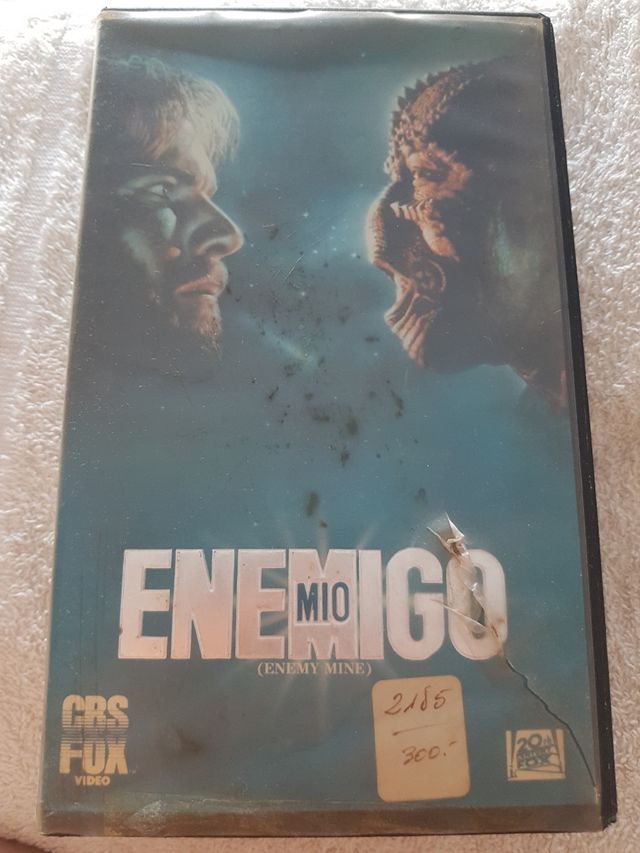 ENEMIGO
MIO
(ENEMY MINE)
CBS
FOX
VIDEO
2185
300.-
20th
CENTURY
FOX